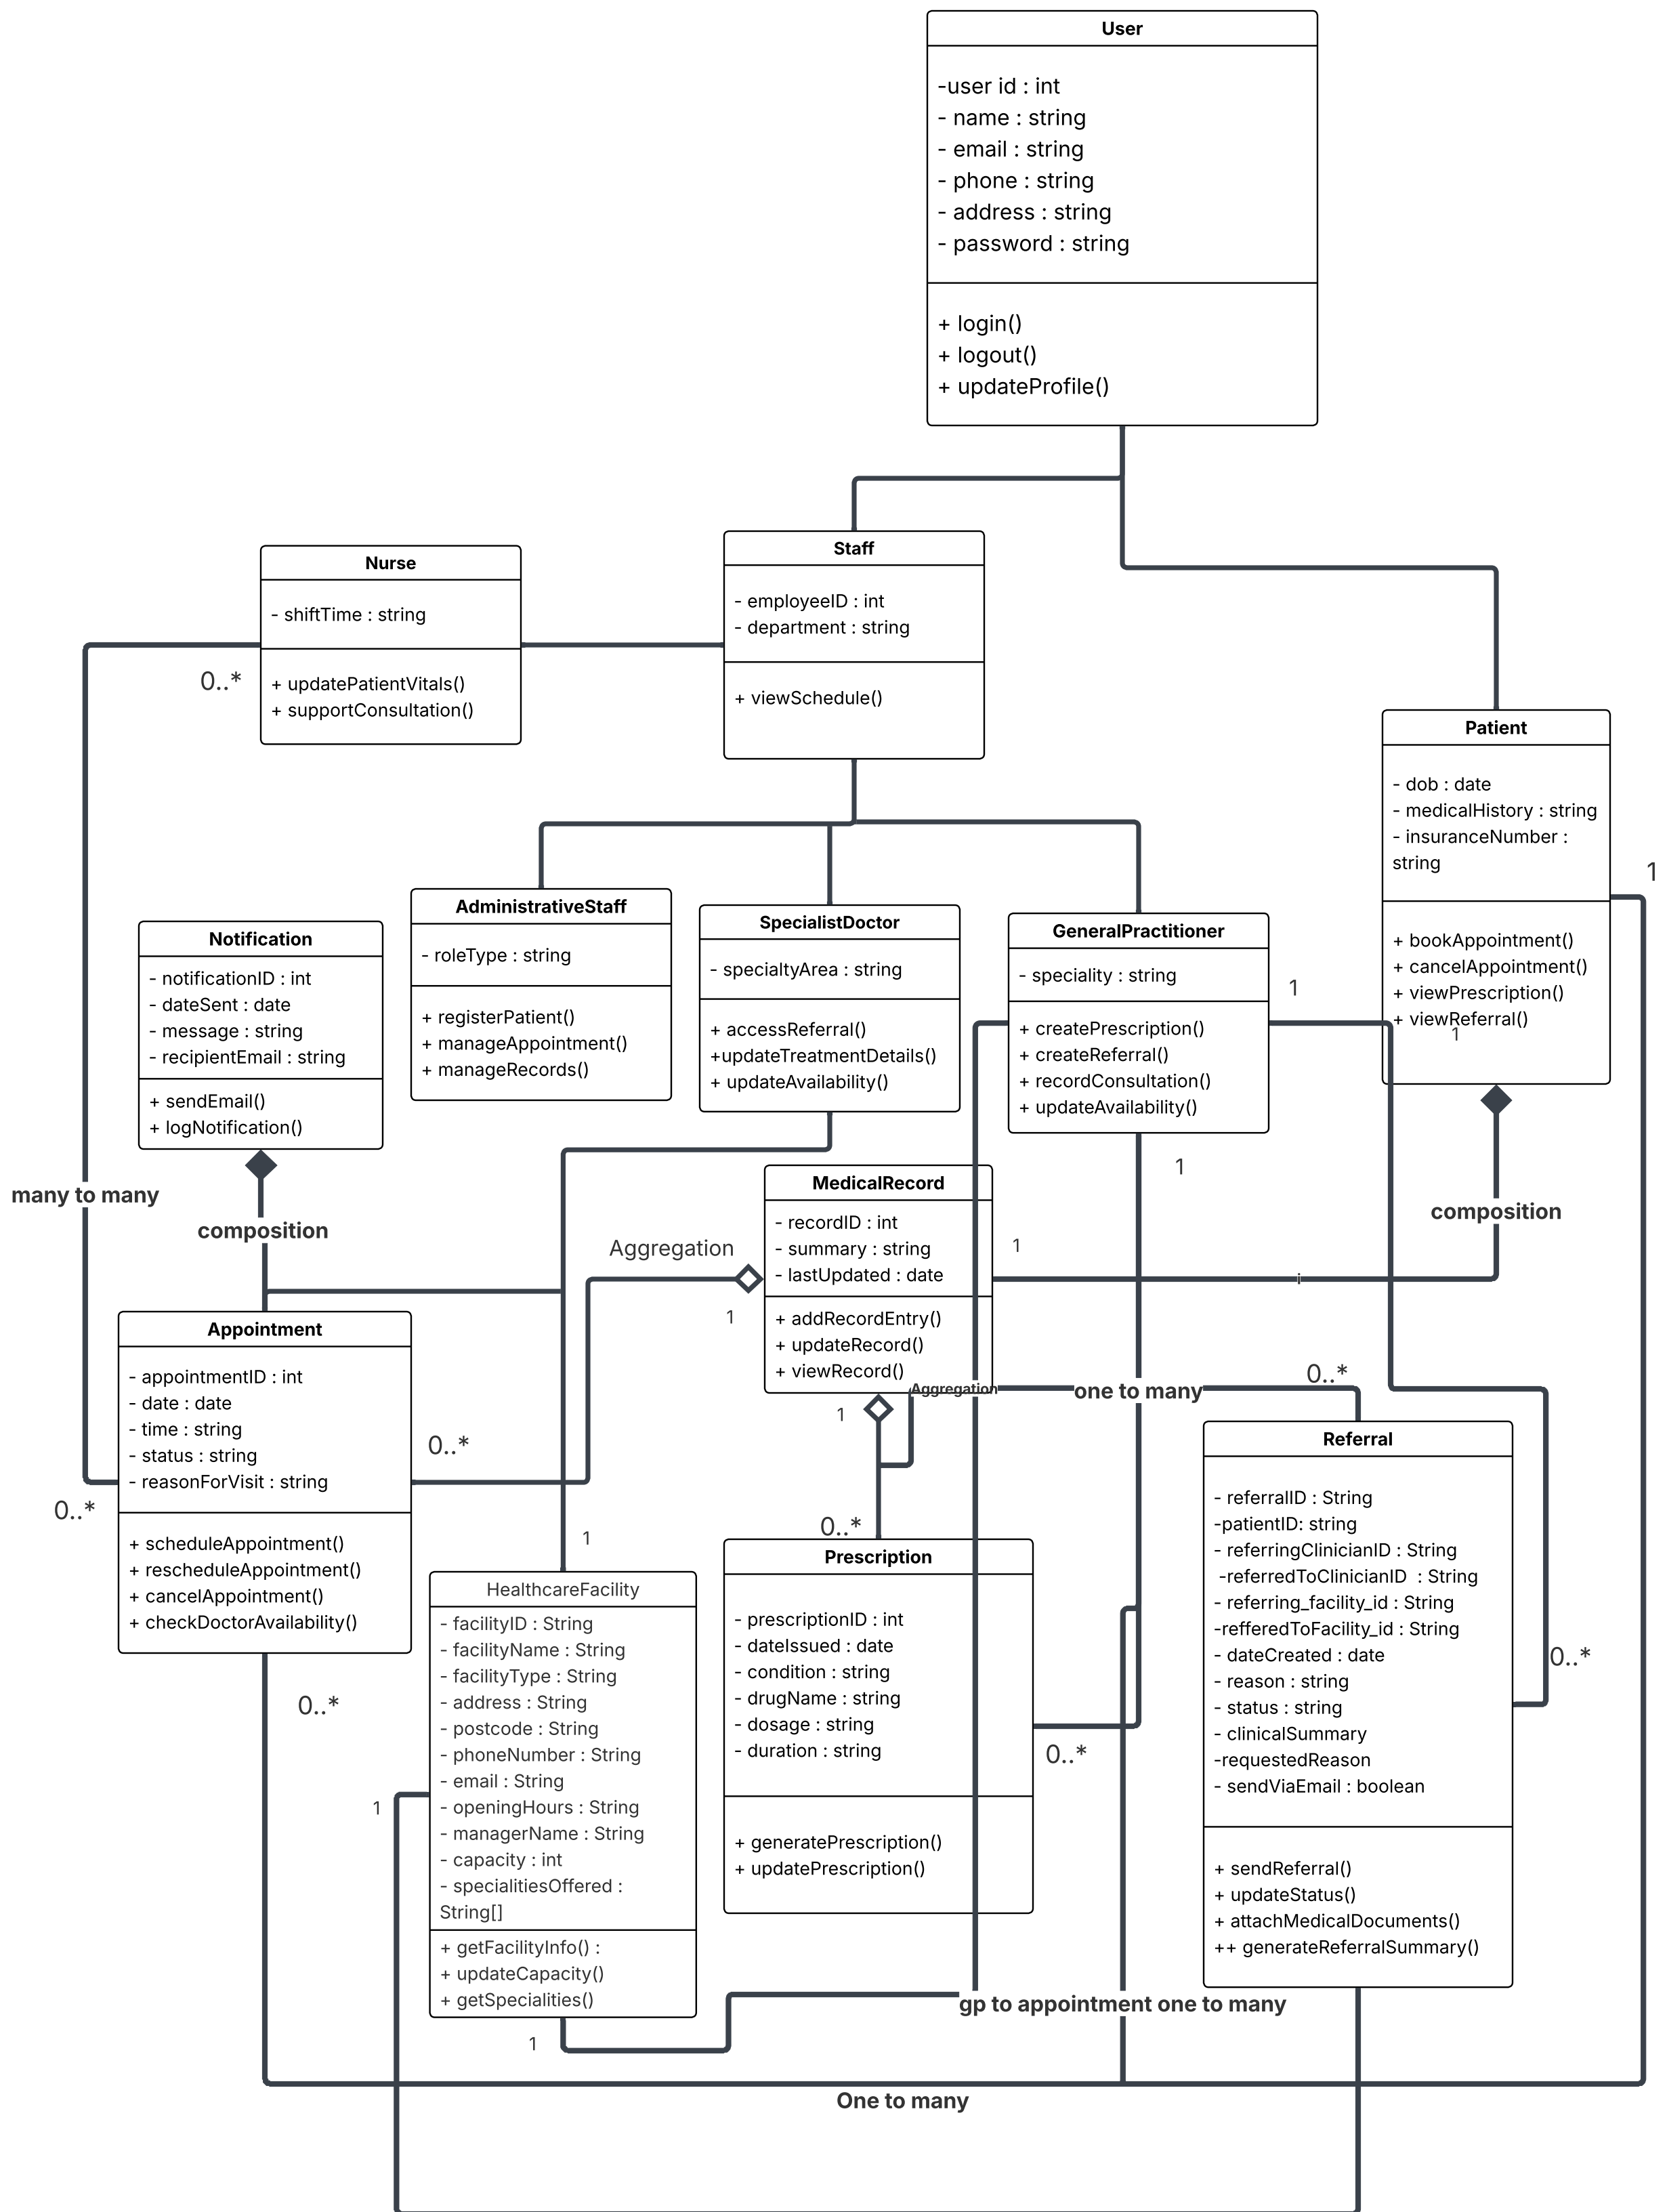 User
-user id : int
- name : string
- email : string
- phone : string
- address : string
- password : string
+ login()
+ logout()
+ updateProfile()
Nurse
- shiftTime : string
+ updatePatientVitals()
+ supportConsultation()
0..*
Staff
- employeeID : int
- department : string
+ viewSchedule()
Patient
- dob : date
- medicalHistory : string
- insuranceNumber :
string
+ bookAppointment()
+ cancelAppointment()
+ viewPrescription()
+ viewReferral()
1
1
Notification
- notificationID : int
- dateSent : date
- message : string
- recipientEmail : string
+ sendEmail()
+ logNotification()
AdministrativeStaff
- roleType : string
+ registerPatient()
+ manageAppointment()
+ manageRecords()
SpecialistDoctor
- specialtyArea : string
+ accessReferral()
+updateTreatmentDetails()
+ updateAvailability()
GeneralPractitioner
- speciality : string
+ createPrescription()
+ createReferral()
+ recordConsultation()
+ updateAvailability()
1
1
many to many
composition
composition
Aggregation
1
MedicalRecord
- recordID : int
- summary : string
- lastUpdated : date
+ addRecordEntry()
+ updateRecord()
+ viewRecord()
1
i
Aggregation
one to many
0..*
1
0..*
Appointment
- appointmentID : int
- date : date
- time : string
- status : string
- reasonForVisit : string
+ scheduleAppointment()
+ rescheduleAppointment()
+ cancelAppointment()
+ checkDoctorAvailability()
0..*
0..*
0..*
1
HealthcareFacility
- facilityID : String
- facilityName : String
- facilityType : String
- address : String
- postcode : String
- phoneNumber : String
- email : String
- openingHours : String
- managerName : String
- capacity : int
- specialitiesOffered :
String[]
+ getFacilityInfo() :
+ updateCapacity()
+ getSpecialities()
1
1
Prescription
- prescriptionID : int
- dateIssued : date
- condition : string
- drugName : string
- dosage : string
- duration : string
+ generatePrescription()
+ updatePrescription()
0..*
Referral
- referralID : String
-patientID: string
- referringClinicianID : String
-referredToClinicianID  : String
- referring_facility_id : String
-refferedToFacility_id : String
- dateCreated : date
- reason : string
- status : string
- clinicalSummary
-requestedReason
- sendViaEmail : boolean
+ sendReferral()
+ updateStatus()
+ attachMedicalDocuments()
++ generateReferralSummary()
0..*
gp to appointment one to many
One to many